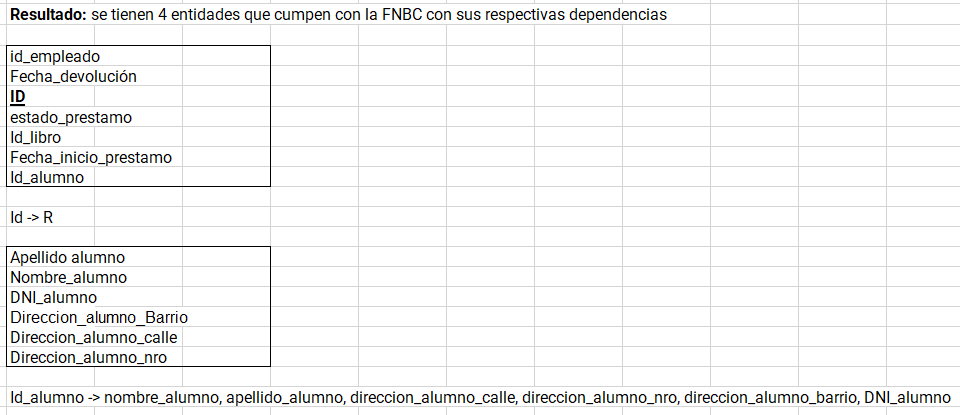 Resultado: se tienen 4 entidades que cumpen con la FNBC con sus respectivas dependencias
id_empleado
Fecha_devolución
ID
estado_prestamo
Id_libro
Fecha_inicio_prestamo
Id_alumno
Id -> R
Apellido alumno
Nombre_alumno
DNI_alumno
Direccion_alumno_Barrio
Direccion_alumno_calle
Direccion_alumno_nro
Id_alumno -> nombre_alumno, apellido_alumno, direccion_alumno_calle, direccion_alumno_nro, direccion_alumno_barrio, DNI_alumno